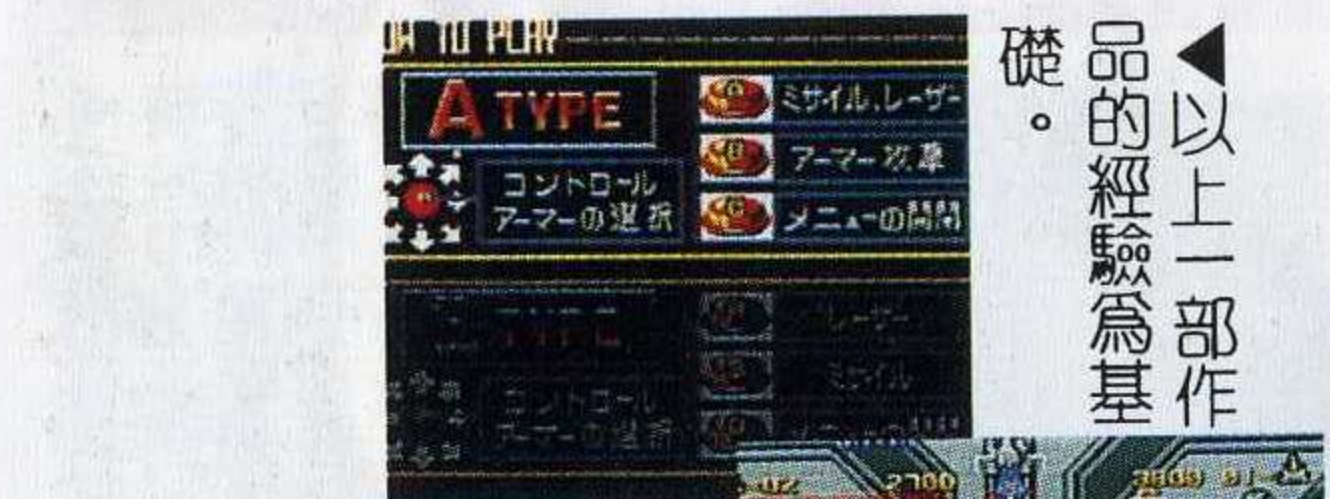 ◀以上一部作
品的經驗爲基
礎。
TO PLAY
A TYPE
コントロール
アーマーの選択
ミサイル、レーザー
アーマー
メニューの開閉
TYPE
コントロール
アーマーの選択
レーザー
ミサイル
2700